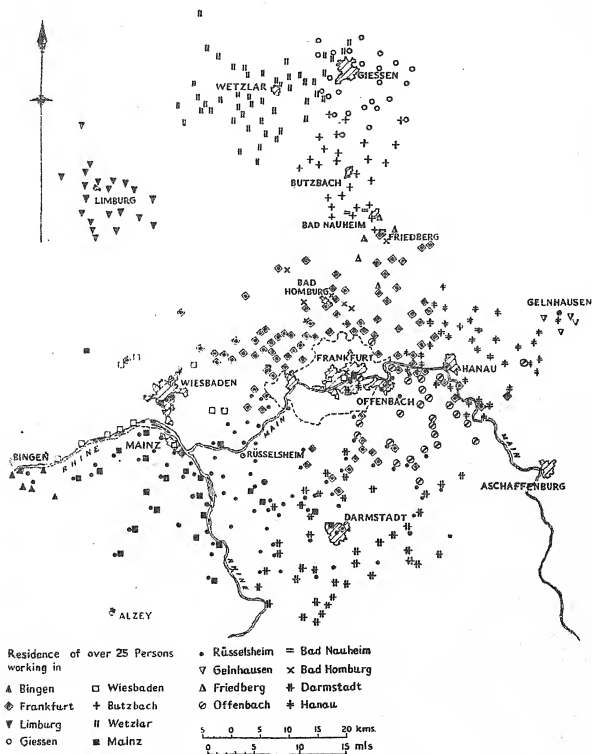 GIESSEN
WETZLAR
BUTZBACH
LIMBURG
BAD NAUHEIM
FRIEDBERG
BAD
HOMBURG
GELNHAUSEN
FRANKFURT
HANAU
WIESBADEN
OFFENBACH
MAIN
BINGEN
RHINE
MAINZ
RÜSSELSHEIM
MAIN
ASCHAFFENBURG
DARMSTADT
RHINE
ALZEY
Residence of over 25 Persons
working in
Bingen
Frankfurt
Limburg
Giessen
Wiesbaden
Butzbach
Wetzlar
Mainz
Rüsselsheim
Gelnhausen
Friedberg
Offenbach
Bad Nauheim
Bad Homburg
Darmstadt
Hanau
5 0 5 10 15 20 kms.
0 5 10 15 mls